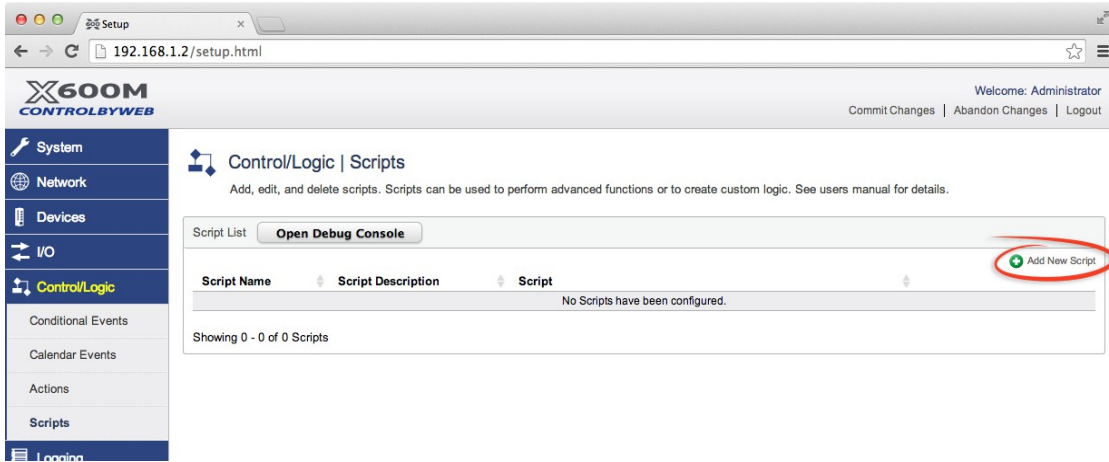 Setup
192.168.1.2/setup.html
X600M
CONTROLBYWEB
Welcome: Administrator
Commit Changes | Abandon Changes | Logout
System
Network
Devices
I/O
Control/Logic
Conditional Events
Calendar Events
Actions
Scripts
Logging
Control/Logic | Scripts
Add, edit, and delete scripts. Scripts can be used to perform advanced functions or to create custom logic. See users manual for details.
Script List Open Debug Console
Add New Script
Script Name Script Description Script
No Scripts have been configured.
Showing 0 - 0 of 0 Scripts